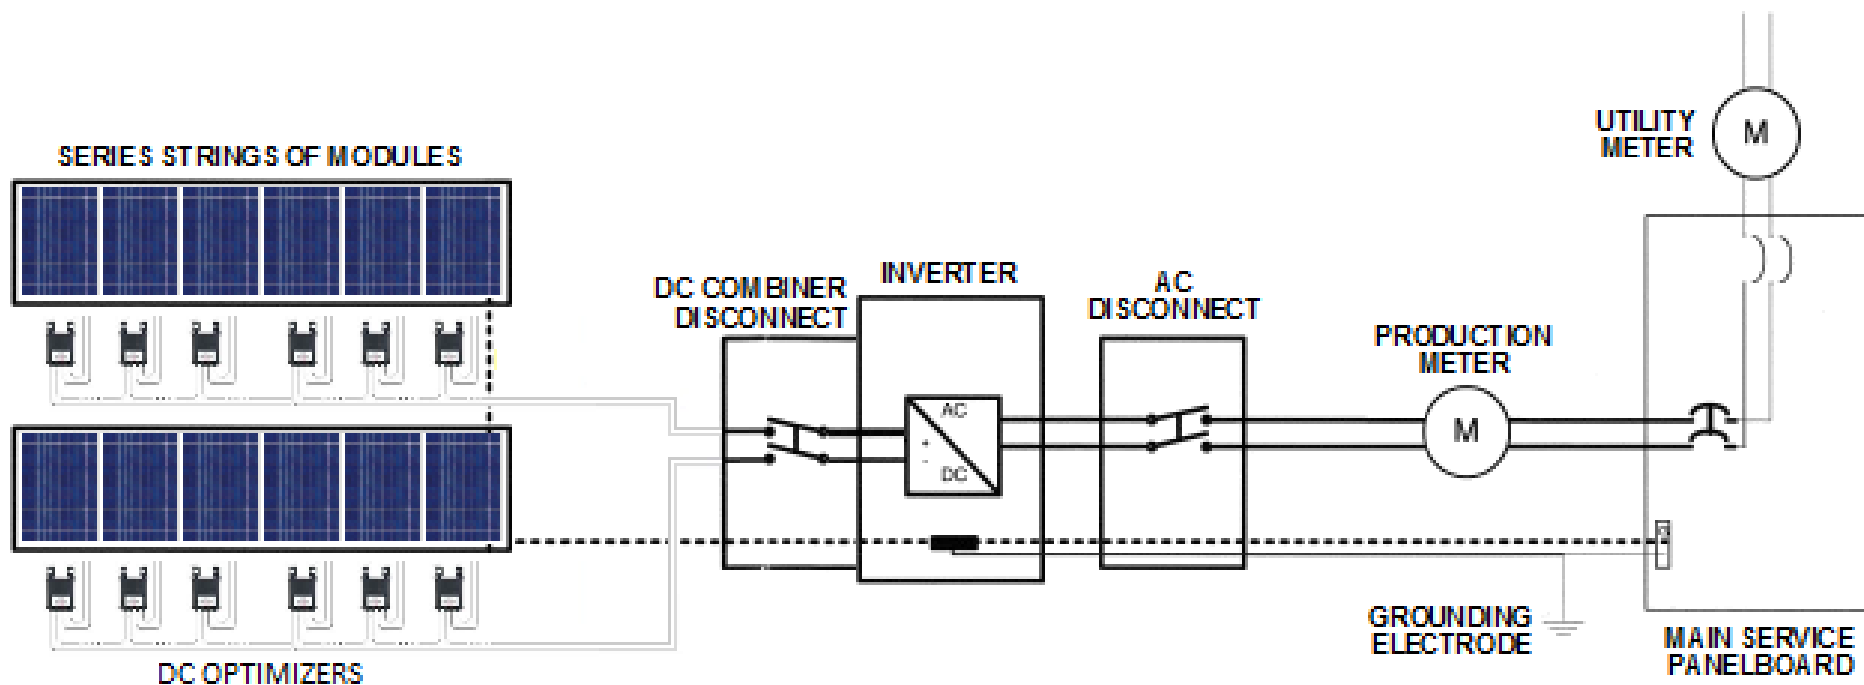 SERIES STRINGS OF MODULES
DC OPTIMIZERS
DC COMBINER
DISCONNECT
INVERTER
AC
DC
AC
DISCONNECT
PRODUCTION
METER
M
UTILITY
METER
M
GROUNDING
ELECTRODE
MAIN SERVICE
PANELBOARD